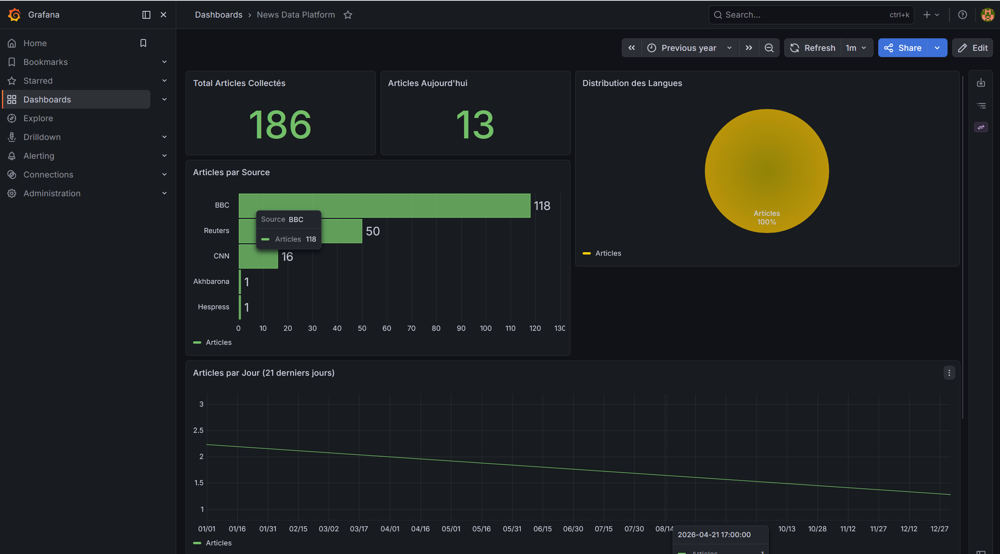 Grafana
Dashboards › News Data Platform
Search...
ctrl+k
Home
Bookmarks
Starred
Dashboards
Explore
Drilldown
Alerting
Connections
Administration
Previous year
Refresh
1m
Share
Edit
Total Articles Collectés
186
Articles Aujourd'hui
13
Distribution des Langues
Articles
100%
Articles
Articles par Source
BBC
118
Reuters
50
CNN
16
Akhbarona
1
Hespress
1
Source BBC
Articles 118
0 10 20 30 40 50 60 70 80 90 100 110 120 130
Articles
Articles par Jour (21 derniers jours)
3
2.5
2
1.5
1
01/01 01/16 01/31 02/15 03/02 03/17 04/01 04/16 05/01 05/16 05/31 06/15 06/30 07/15 07/30 08/14 10/13 10/28 11/12 11/27 12/12 12/27
Articles
2026-04-21 17:00:00
Articles 1